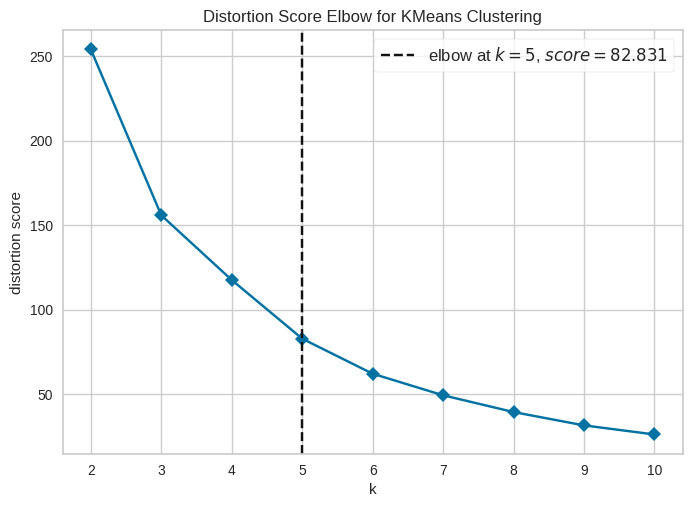 Distortion Score Elbow for KMeans Clustering
elbow at k = 5, score = 82.831
distortion score
250
200
150
100
50
2 3 4 5 6 7 8 9 10
k